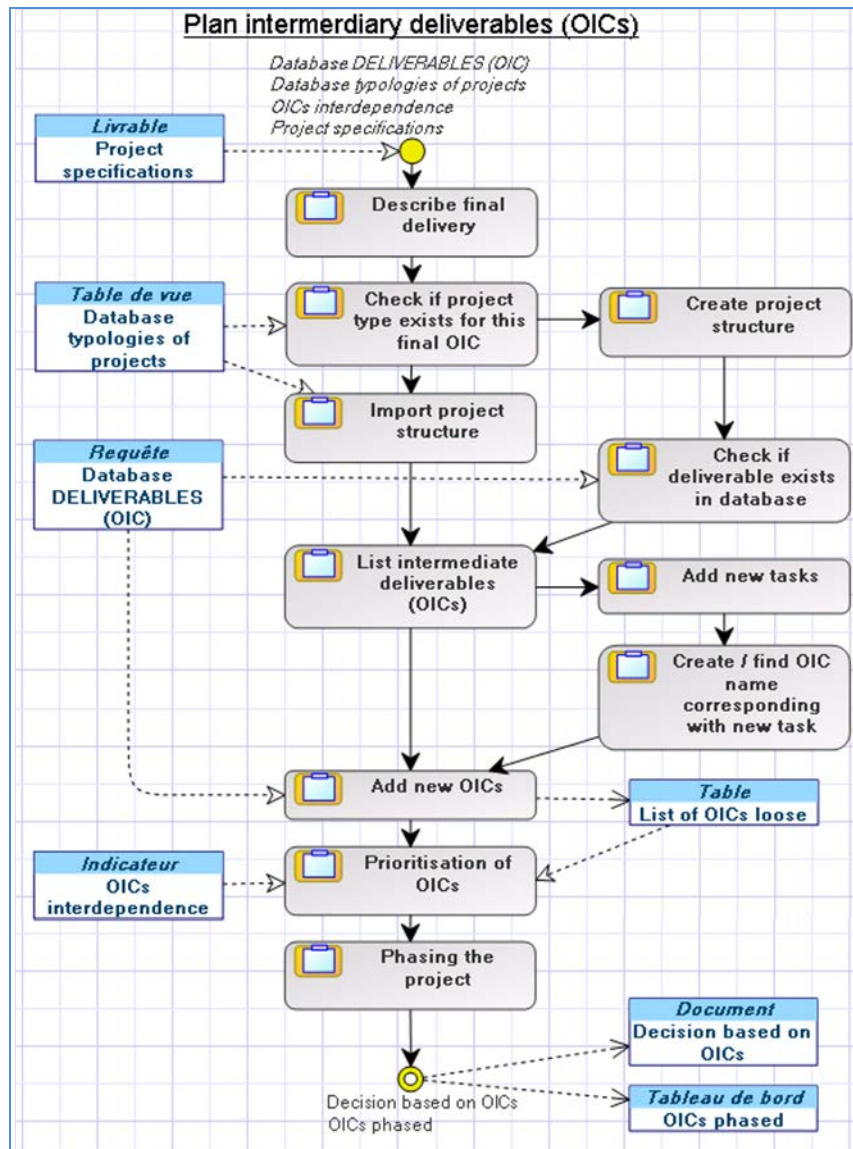 Plan intermerdiary deliverables (OICs)
Database DELIVERABLES (OIC)
Database typologies of projects
OICs interdependence
Project specifications
Livrable
Project
specifications
Describe final
delivery
Table de vue
Database
typologies of
projects
Check if project
type exists for this
final OIC
Create project
structure
Import project
structure
Requête
Database
DELIVERABLES
(OIC)
Check if
deliverable exists
in database
List intermediate
deliverables
(OICs)
Add new tasks
Create / find OIC
name
corresponding
with new task
Add new OICs
Table
List of OICs loose
Indicateur
OICs
interdependence
Prioritisation of
OICs
Phasing the
project
Document
Decision based on
OICs
Decision based on OICs
OICs phased
Tableau de bord
OICs phased